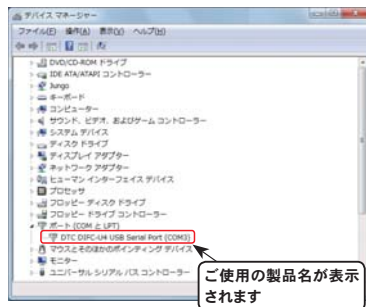 デバイス マネージャー
ファイル(F) 操作(A) 表示(V) ヘルプ(H)
DVD/CD-ROM ドライブ
IDE ATA/ATAPI コントローラー
Jungo
キーボード
コンピューター
サウンド、ビデオ、およびゲーム コントローラー
システム デバイス
ディスク ドライブ
ディスプレイ アダプター
ネットワーク アダプター
ヒューマン インターフェイス デバイス
プロセッサ
フロッピー ディスク ドライブ
フロッピー ドライブ コントローラー
ポート (COM と LPT)
DTC DIFC-U4 USB Serial Port (COM3)
マウスとそのほかのポインティング デバイス
モニター
ユニバーサル シリアル バス コントローラー
ご使用の製品名が表示
されます